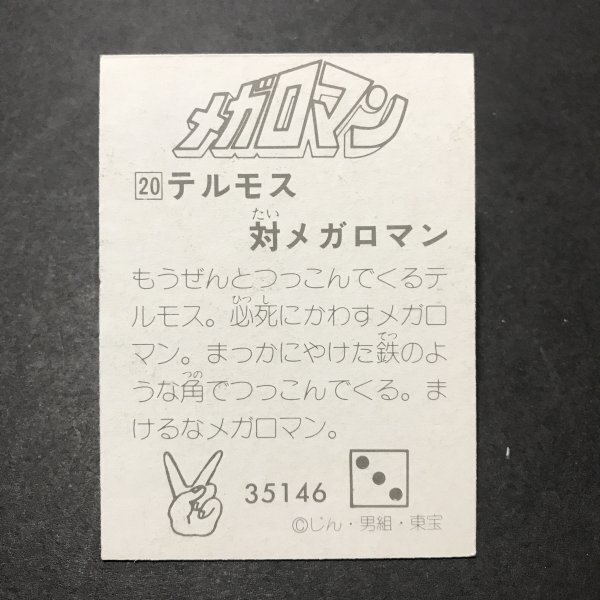 メガロマン
20 テルモス
対メガロマン
たい
もうぜんとつっこんでくるテ
ルモス。必死にかわすメガロ
ひっし
マン。まっかにやけた鉄のよ
てつ
うな角でつっこんでくる。ま
つの
けるなメガロマン。
35146
©じん・男組・東宝